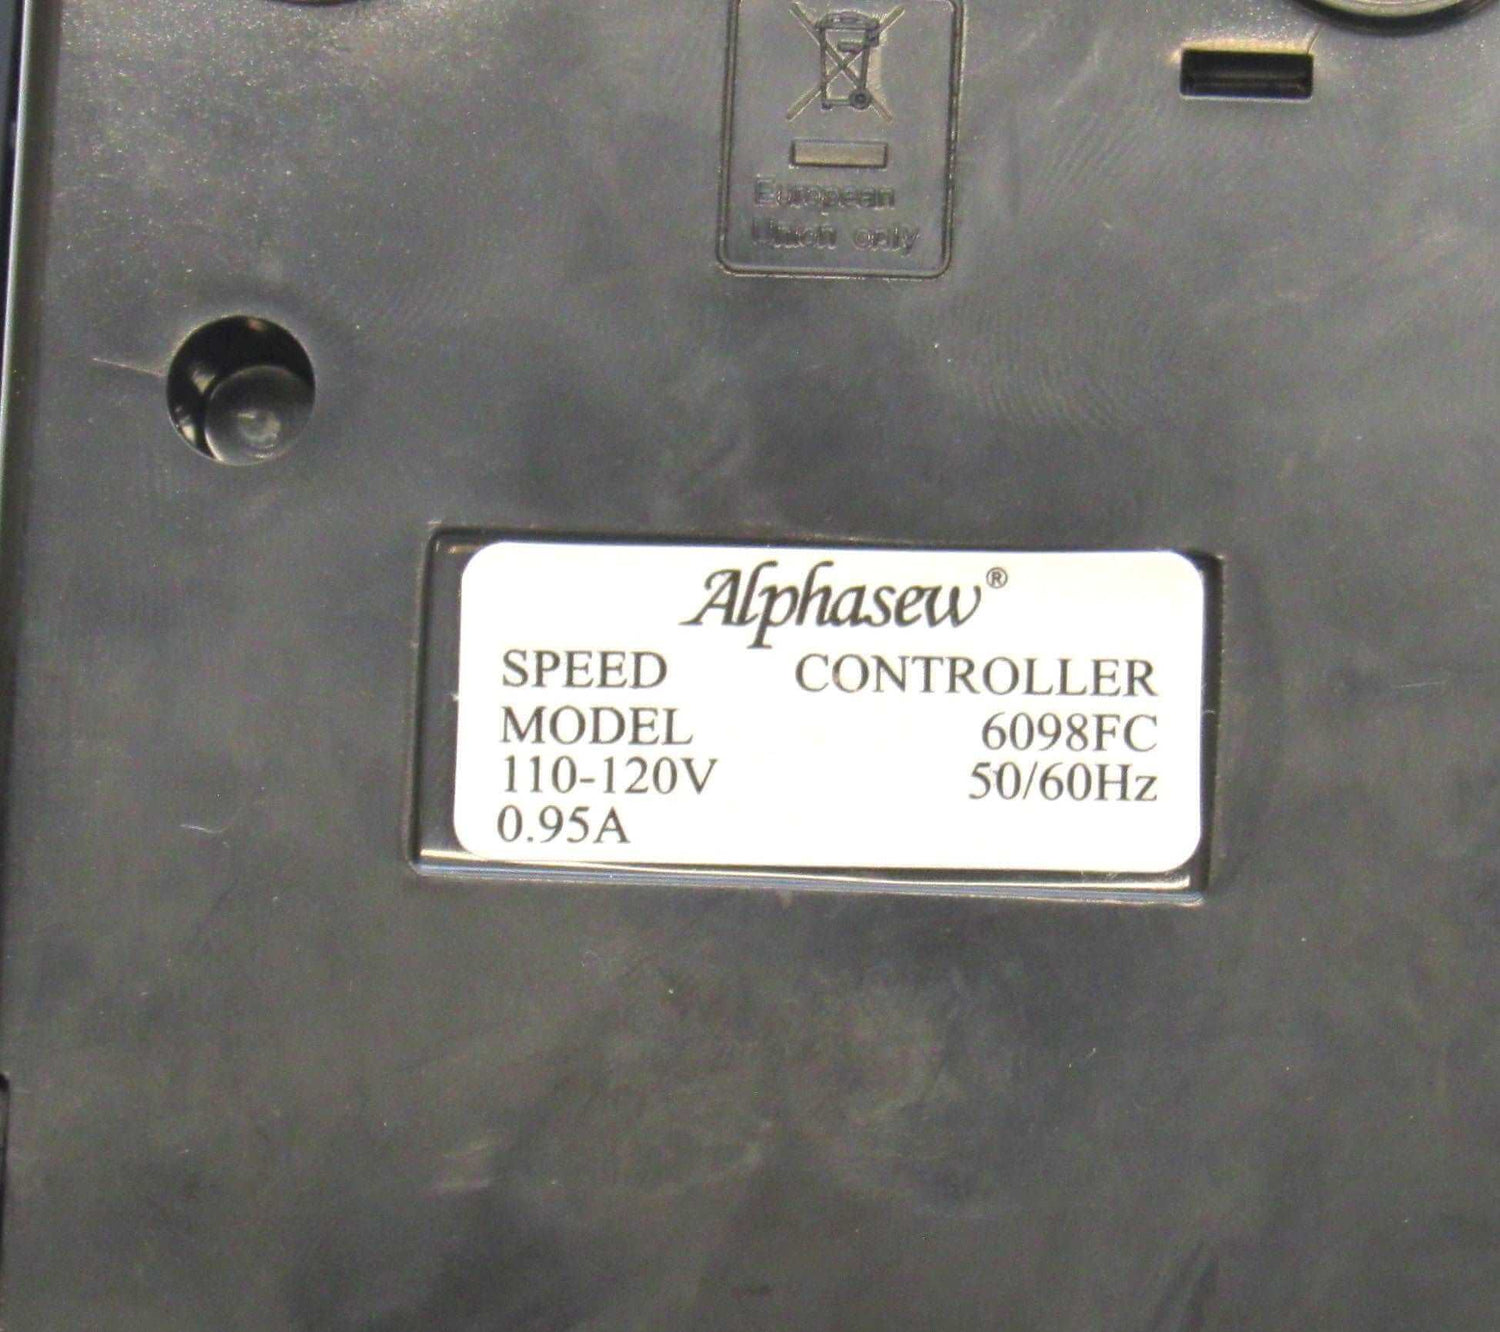 European
Union only
Alphasew®
SPEED CONTROLLER
MODEL 6098FC
110-120V 50/60Hz
0.95A